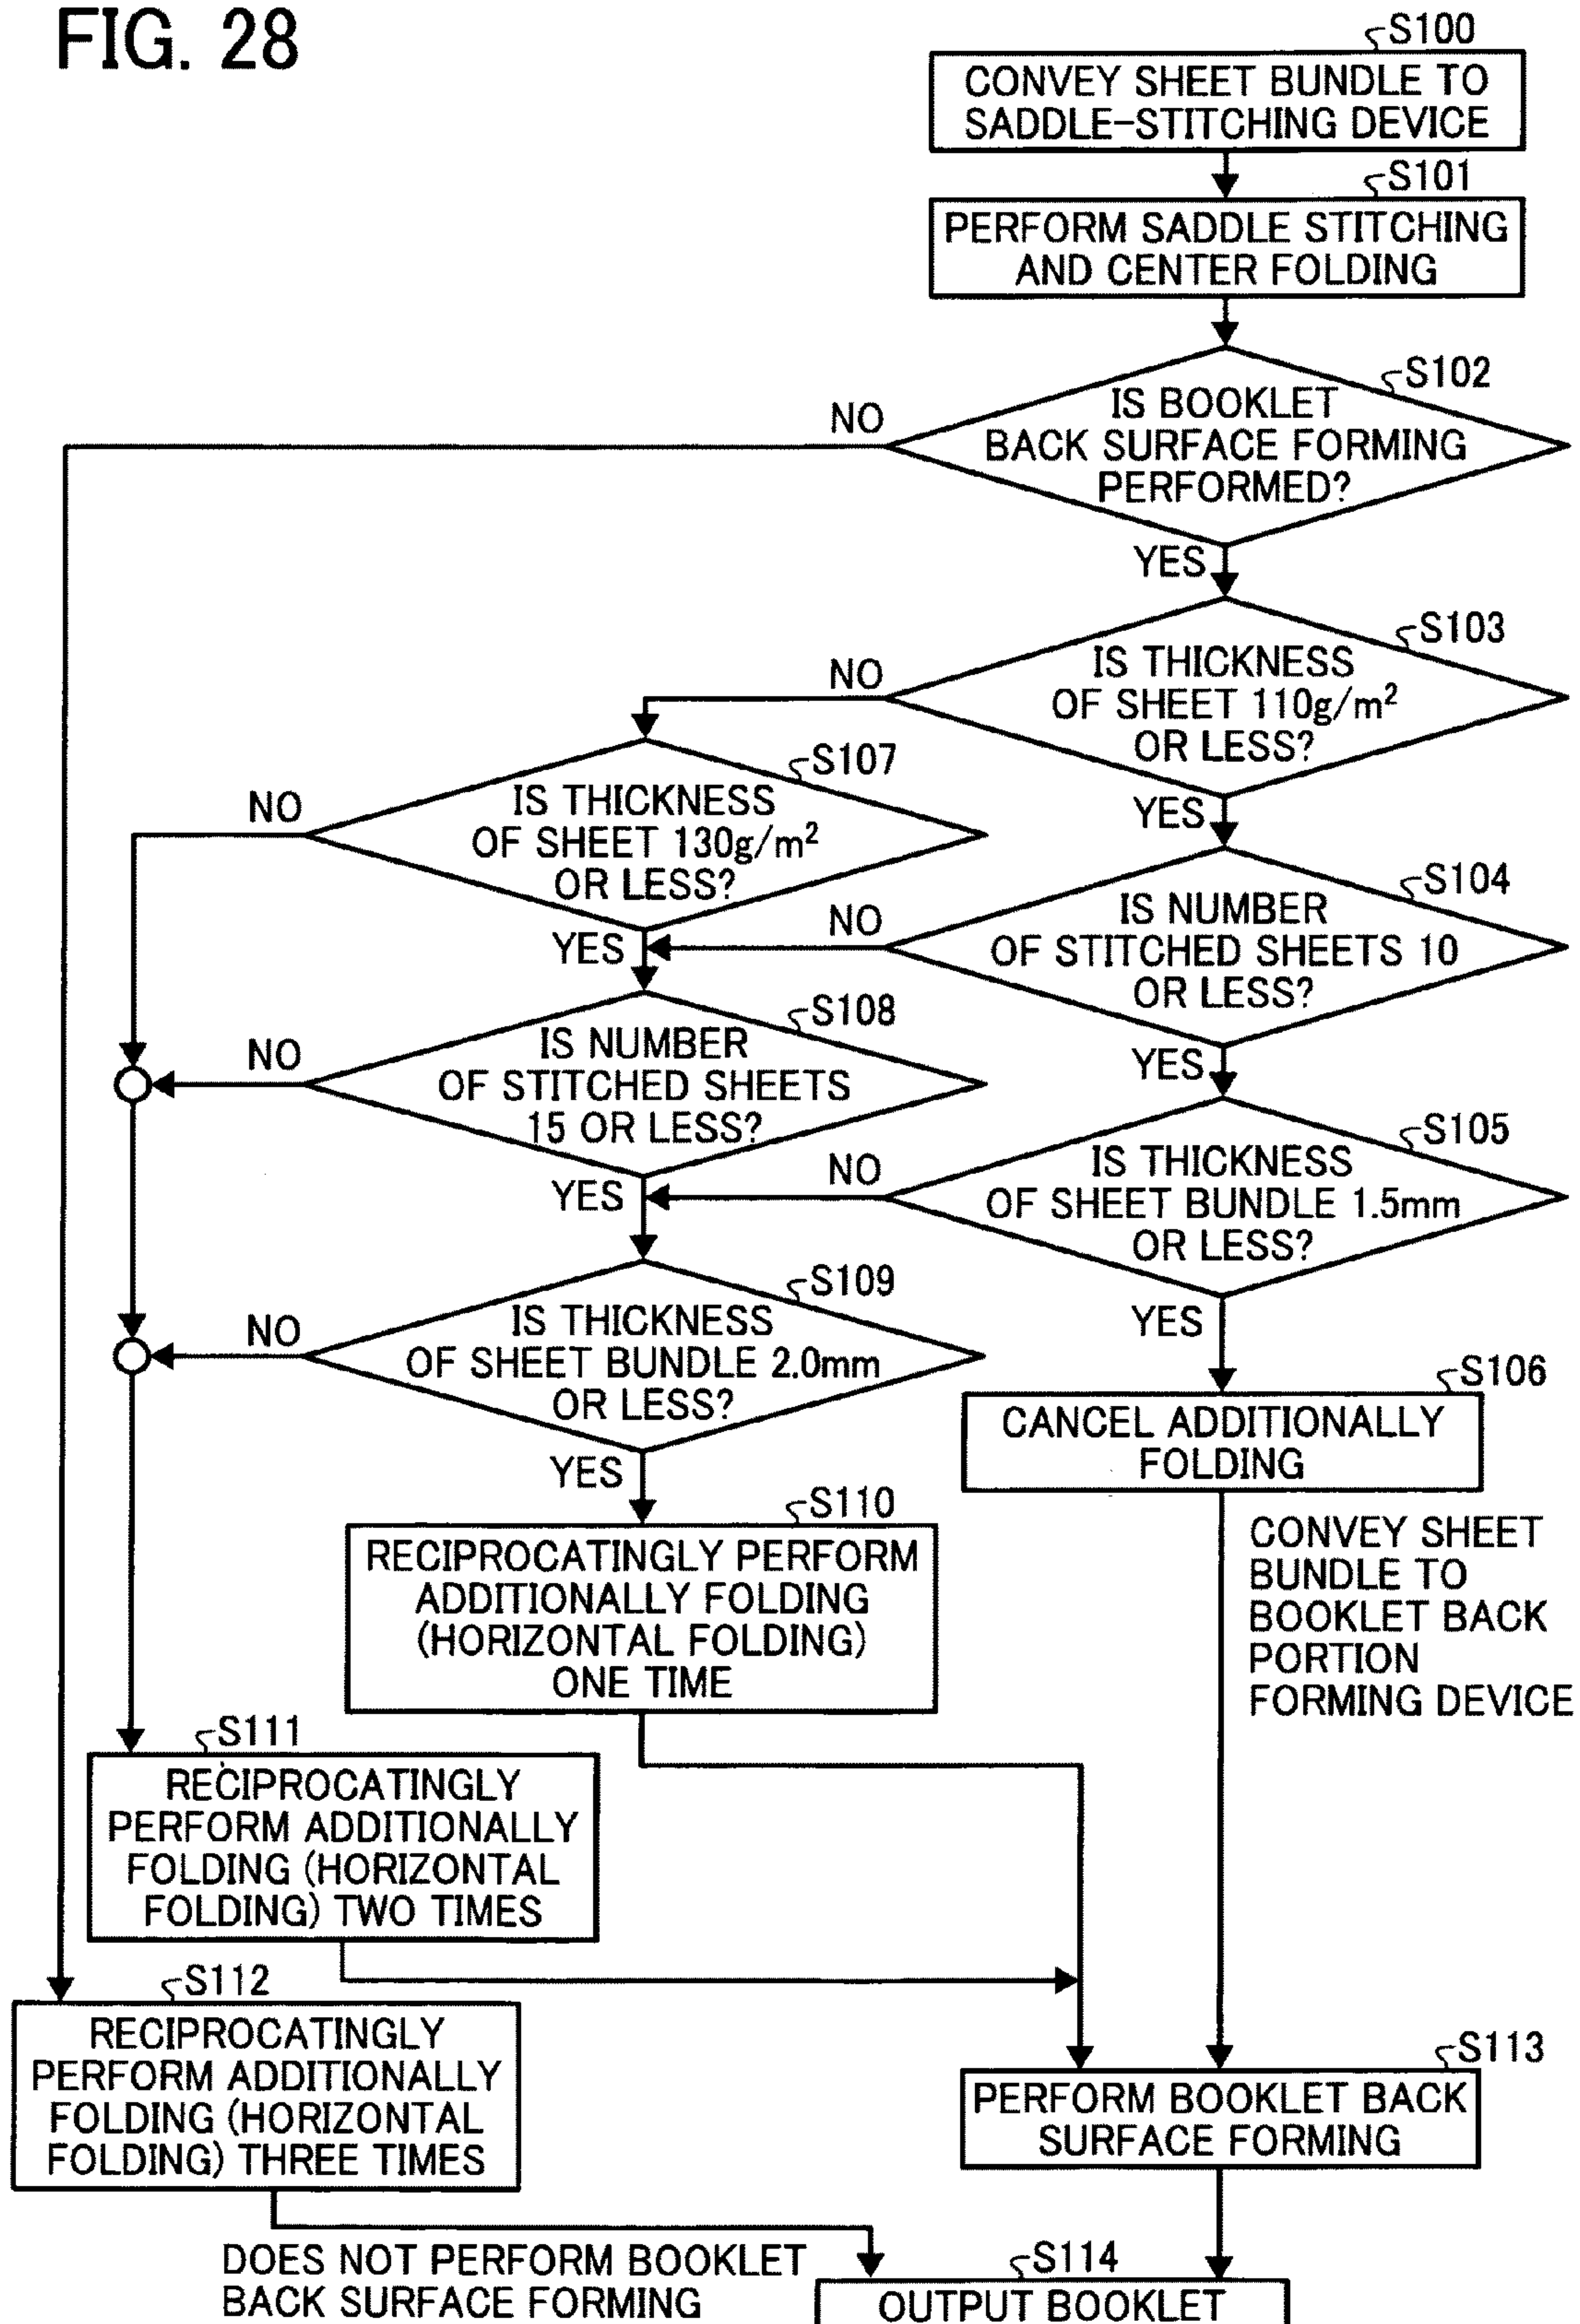 FIG. 28
S100
CONVEY SHEET BUNDLE TO
SADDLE-STITCHING DEVICE
S101
PERFORM SADDLE STITCHING
AND CENTER FOLDING
S102
IS BOOKLET
BACK SURFACE FORMING
PERFORMED?
NO
YES
S103
IS THICKNESS
OF SHEET 110g/m²
OR LESS?
NO
YES
S107
IS THICKNESS
OF SHEET 130g/m²
OR LESS?
NO
YES
S104
IS NUMBER
OF STITCHED SHEETS 10
OR LESS?
NO
YES
S108
IS NUMBER
OF STITCHED SHEETS
15 OR LESS?
NO
YES
S105
IS THICKNESS
OF SHEET BUNDLE 1.5mm
OR LESS?
NO
YES
S109
IS THICKNESS
OF SHEET BUNDLE 2.0mm
OR LESS?
NO
YES
S106
CANCEL ADDITIONALLY
FOLDING
CONVEY SHEET
BUNDLE TO
BOOKLET BACK
PORTION
FORMING DEVICE
S110
RECIPROCATINGLY PERFORM
ADDITIONALLY FOLDING
(HORIZONTAL FOLDING)
ONE TIME
S111
RECIPROCATINGLY
PERFORM ADDITIONALLY
FOLDING (HORIZONTAL
FOLDING) TWO TIMES
S112
RECIPROCATINGLY
PERFORM ADDITIONALLY
FOLDING (HORIZONTAL
FOLDING) THREE TIMES
S113
PERFORM BOOKLET BACK
SURFACE FORMING
DOES NOT PERFORM BOOKLET
BACK SURFACE FORMING
S114
OUTPUT BOOKLET